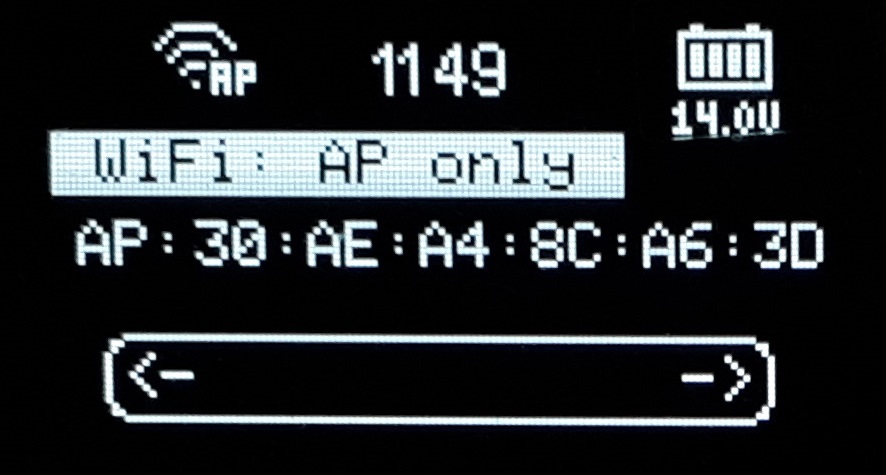 AP 1149
14.0V
WiFi: AP only
AP:30:AE:A4:8C:A6:3D
<- ->